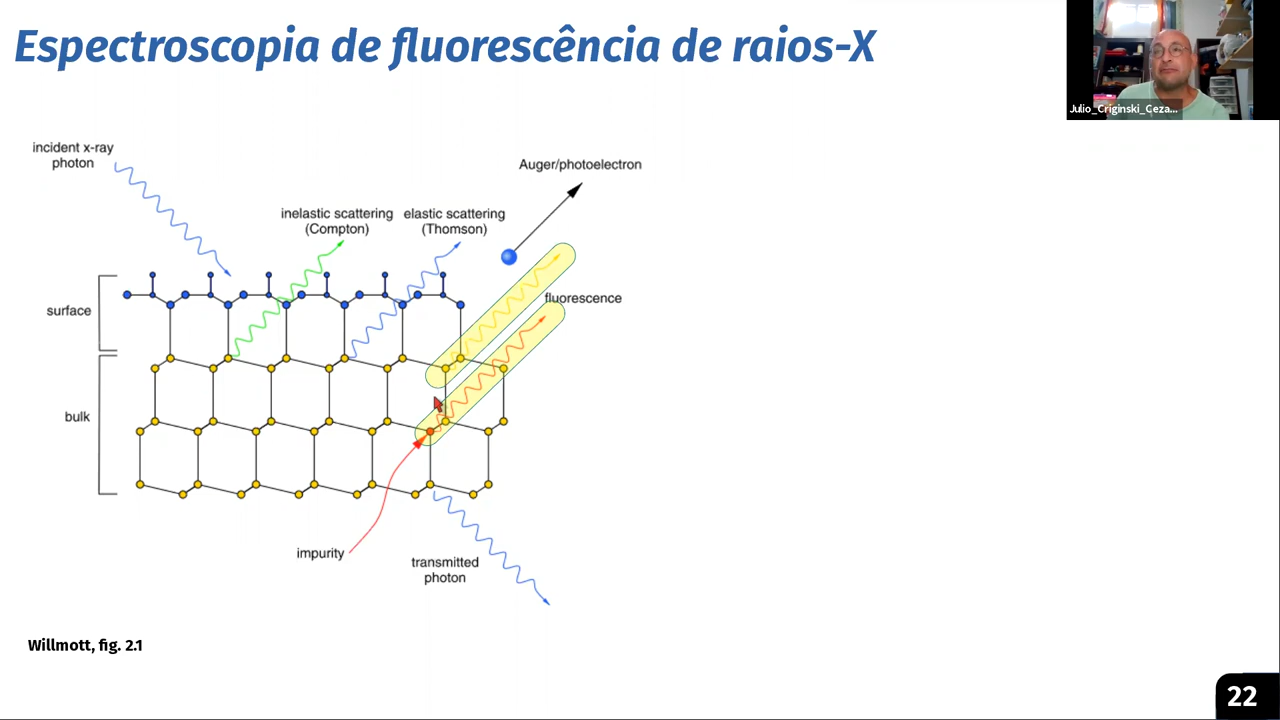 Espectroscopia de fluorescência de raios-X
Julio_Criginski_Ceza...
incident x-ray
photon
Auger/photoelectron
inelastic scattering
(Compton)
elastic scattering
(Thomson)
fluorescence
surface
bulk
impurity
transmitted
photon
Willmott, fig. 2.1
22